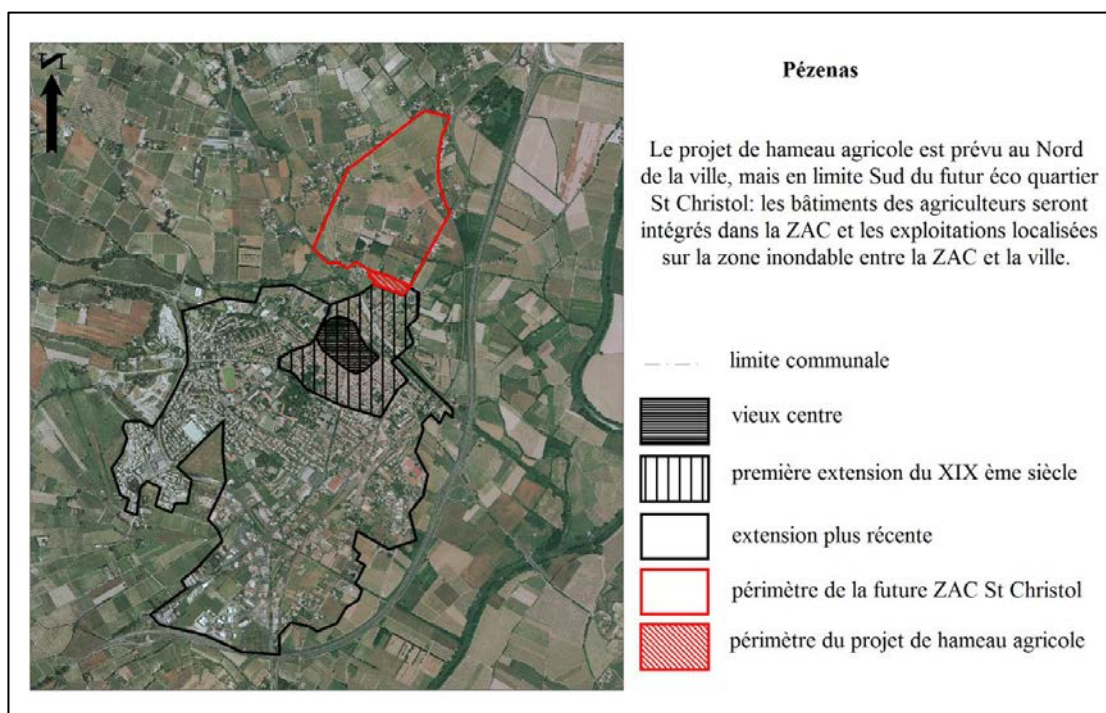 N
Pézenas
Le projet de hameau agricole est prévu au Nord
de la ville, mais en limite Sud du futur éco quartier
St Christol: les bâtiments des agriculteurs seront
intégrés dans la ZAC et les exploitations localisées
sur la zone inondable entre la ZAC et la ville.
limite communale
vieux centre
première extension du XIX ème siècle
extension plus récente
périmètre de la future ZAC St Christol
périmètre du projet de hameau agricole